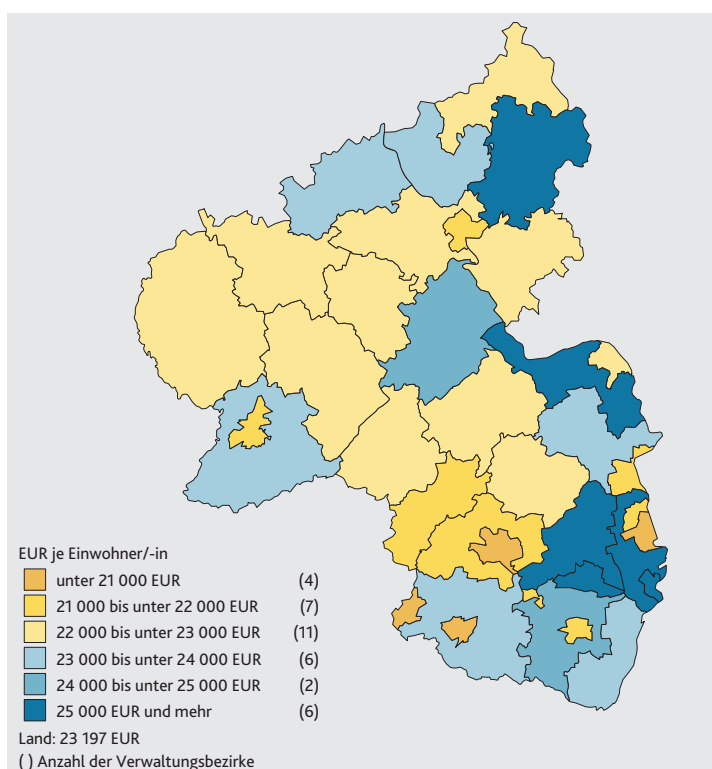 EUR je Einwohner/-in
unter 21 000 EUR (4)
21 000 bis unter 22 000 EUR (7)
22 000 bis unter 23 000 EUR (11)
23 000 bis unter 24 000 EUR (6)
24 000 bis unter 25 000 EUR (2)
25 000 EUR und mehr (6)
Land: 23 197 EUR
( ) Anzahl der Verwaltungsbezirke